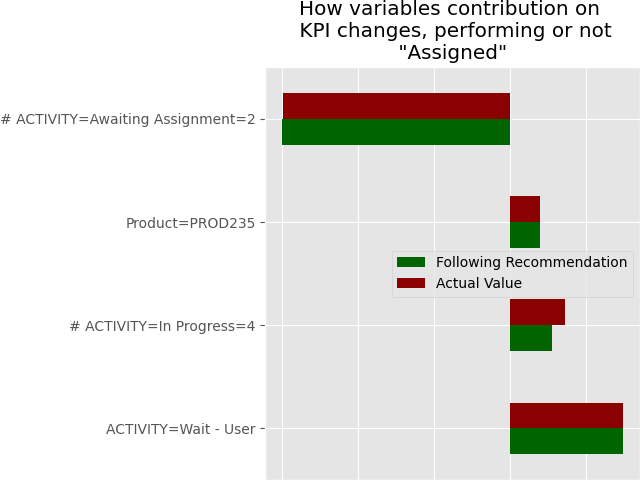 How variables contribution on
KPI changes, performing or not
"Assigned"
# ACTIVITY=Awaiting Assignment=2
Product=PROD235
Following Recommendation
Actual Value
# ACTIVITY=In Progress=4
ACTIVITY=Wait - User